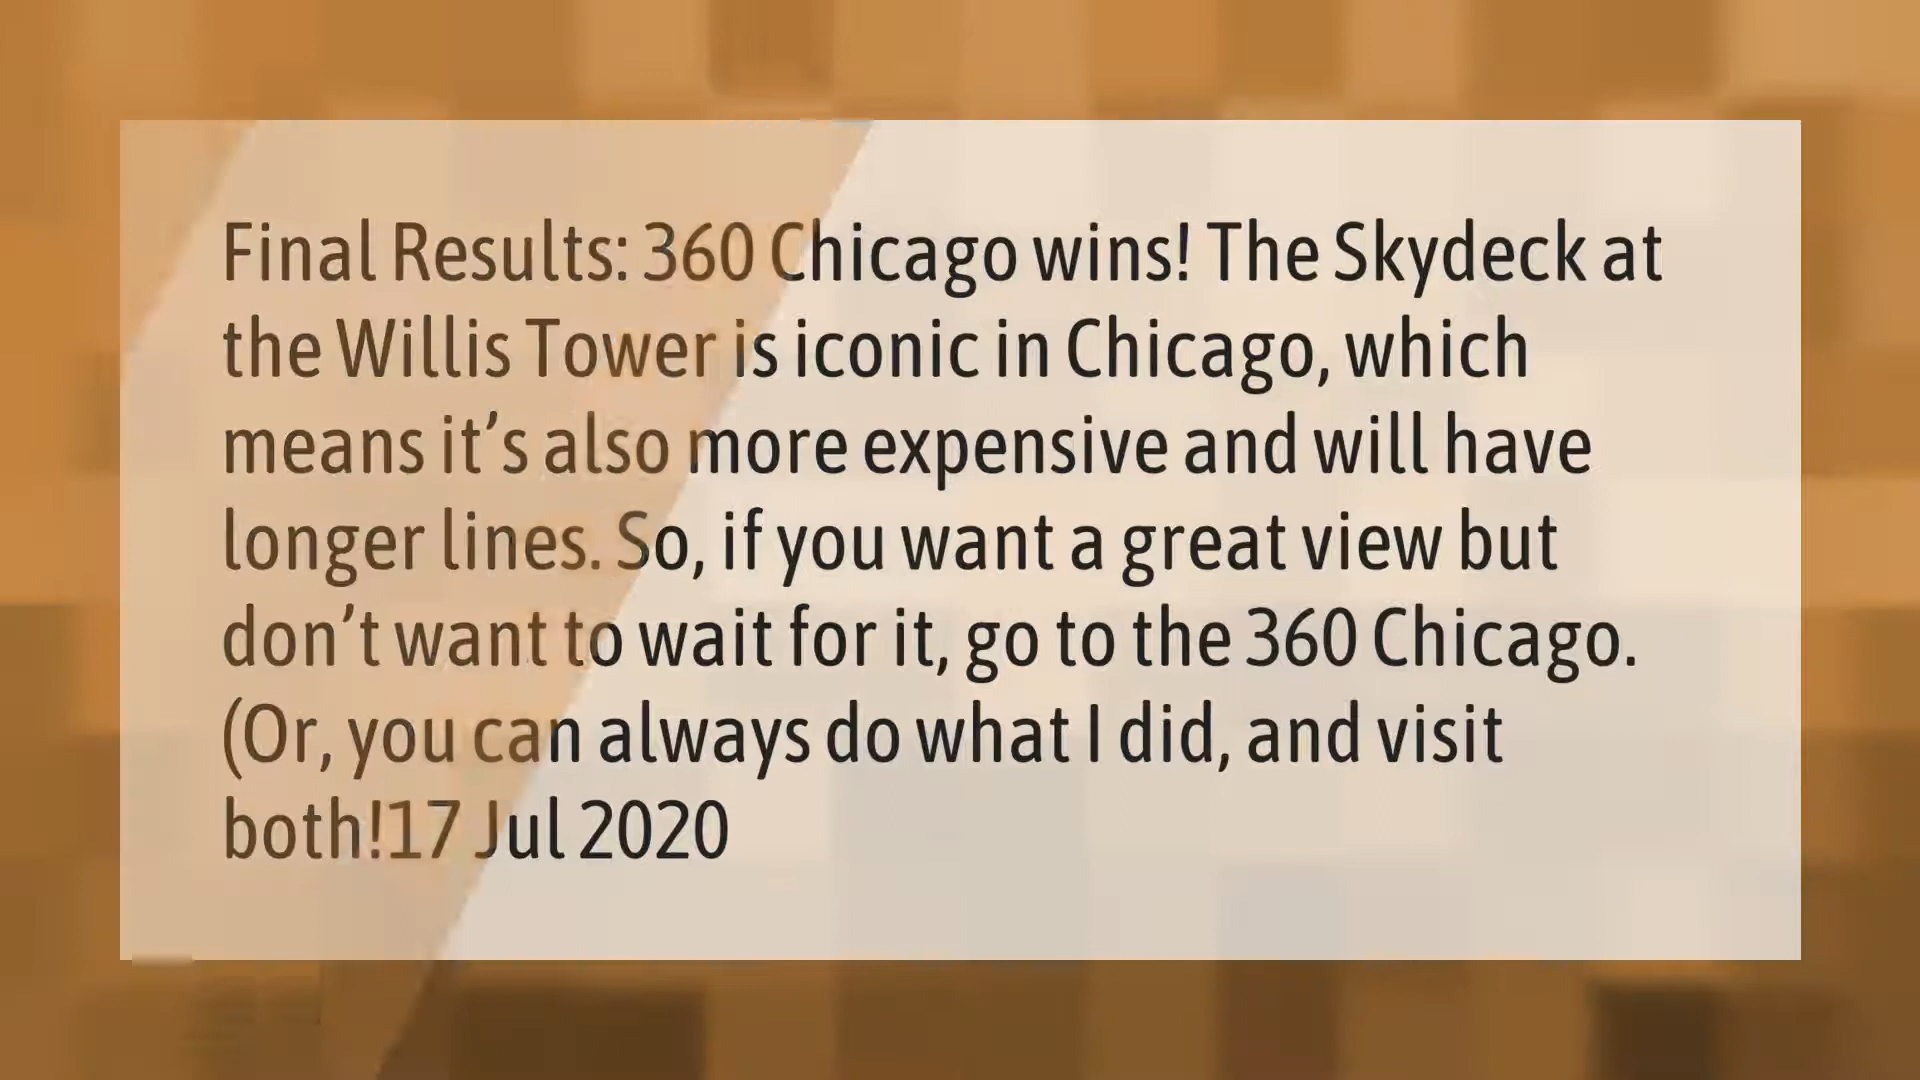 Final Results: 360 Chicago wins! The Skydeck at
the Willis Tower is iconic in Chicago, which
means it’s also more expensive and will have
longer lines. So, if you want a great view but
don’t want to wait for it, go to the 360 Chicago.
(Or, you can always do what I did, and visit
both!17 Jul 2020